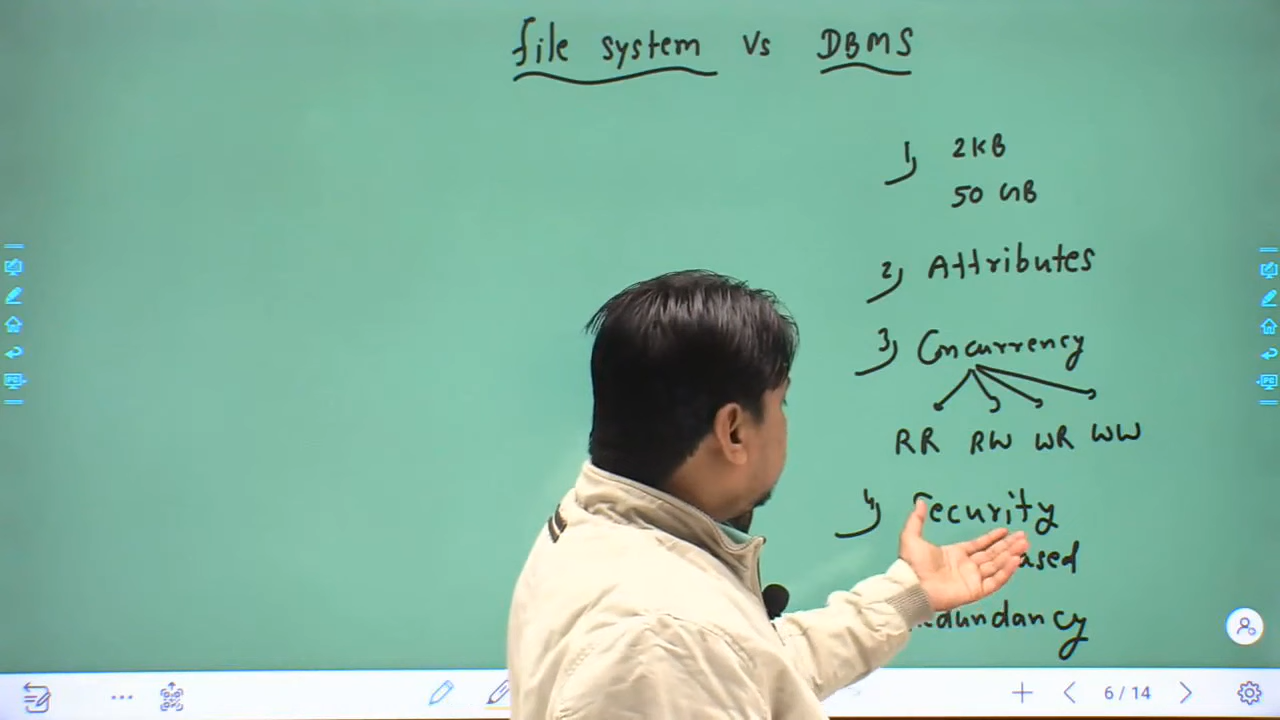 file system Vs DBMS
1) 2KB
50 GB
2) Attributes
3) Concurrency
RR RW WR WW
4) Security
6/14